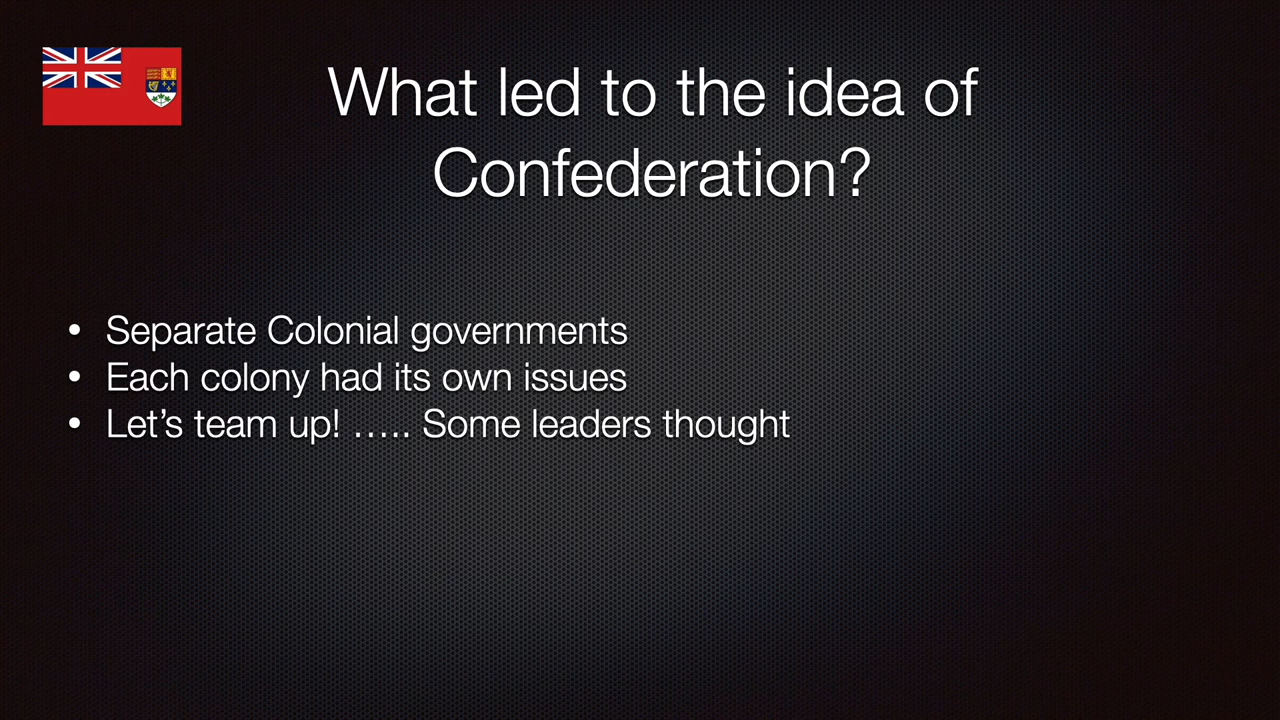 What led to the idea of
Confederation?
• Separate Colonial governments
• Each colony had its own issues
• Let’s team up! ….. Some leaders thought